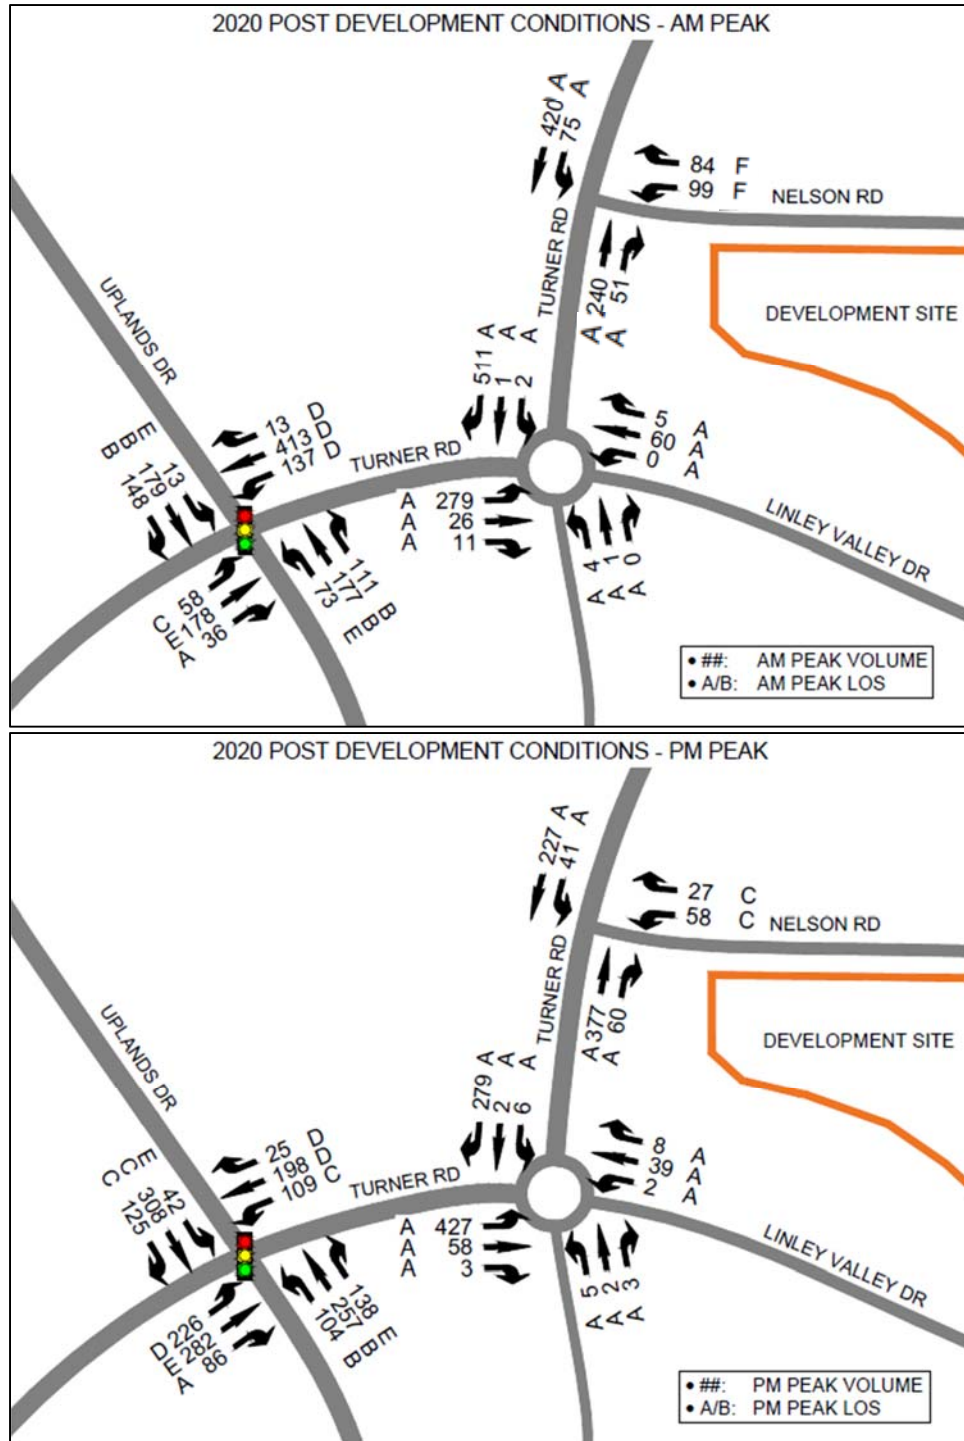 2020 POST DEVELOPMENT CONDITIONS - AM PEAK
420 A
75 A
84 F
99 F
NELSON RD
TURNER RD
240 A
51 A
DEVELOPMENT SITE
UPLANDS DR
511 A
1 A
2 A
13 D
413 D
137 D
TURNER RD
5 A
60 A
0 A
13 E
179 B
148 B
A 279
A 26
A 11
LINLEY VALLEY DR
4 A
1 A
0 A
111 B
177 B
73 E
C 58
E 178
A 36
• ##: AM PEAK VOLUME
• A/B: AM PEAK LOS
2020 POST DEVELOPMENT CONDITIONS - PM PEAK
227 A
41 A
27 C
58 C
NELSON RD
TURNER RD
377 A
60 A
DEVELOPMENT SITE
UPLANDS DR
279 A
2 A
6 A
25 D
198 D
109 C
TURNER RD
8 A
39 A
2 A
42 E
308 C
125 C
A 427
A 58
A 3
LINLEY VALLEY DR
5 A
2 A
3 A
138 E
257 B
104 B
D 226
E 282
A 86
• ##: PM PEAK VOLUME
• A/B: PM PEAK LOS